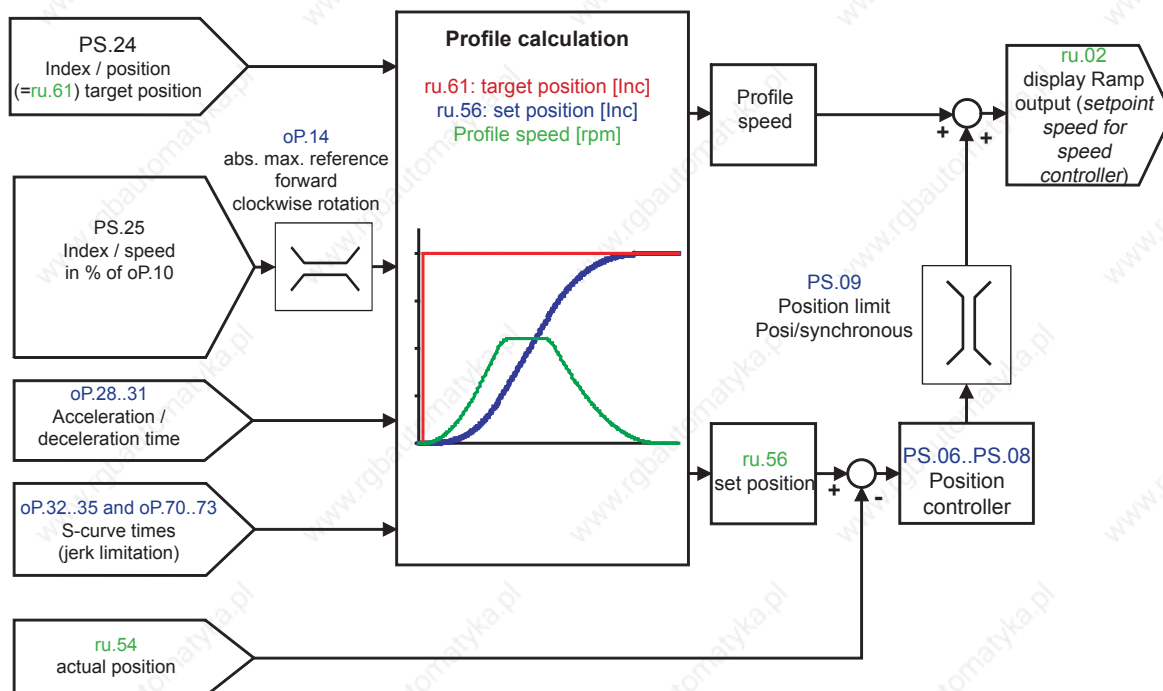 PS.24
Index / position
(=ru.61) target position
oP.14
abs. max. reference
forward
clockwise rotation
PS.25
Index / speed
in % of oP.10
oP.28..31
Acceleration /
deceleration time
oP.32..35 and oP.70..73
S-curve times
(jerk limitation)
ru.54
actual position
Profile calculation
ru.61: target position [Inc]
ru.56: set position [Inc]
Profile speed [rpm]
Profile
speed
+
+
ru.02
display Ramp
output (setpoint
speed for
speed
controller)
PS.09
Position limit
Posi/synchronous
ru.56
set position
+
-
PS.06..PS.08
Position
controller
www.rgbautomatyka.pl